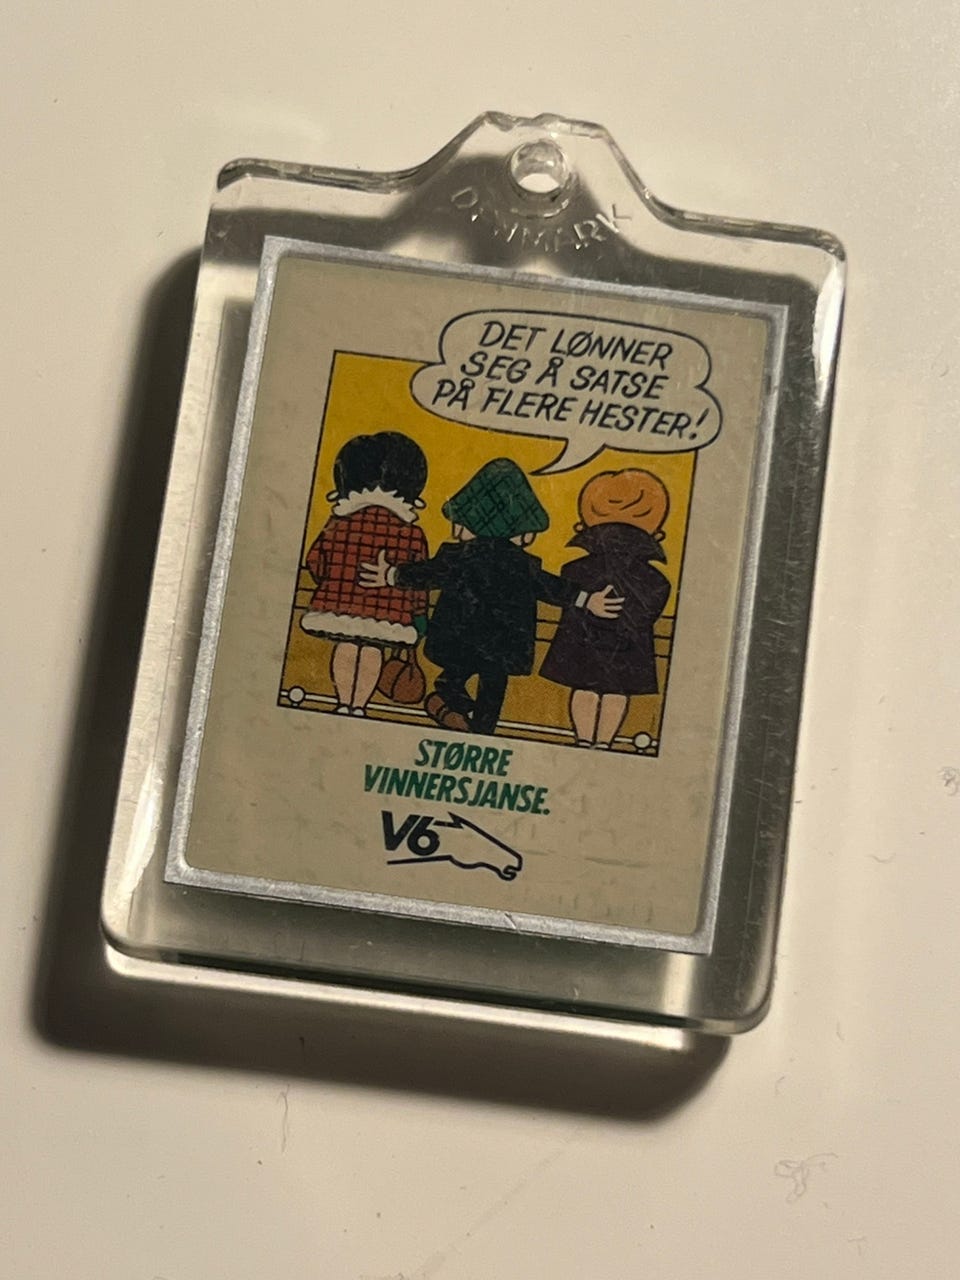 DANMARK
DET LØNNER
SEG Å SATSE
PÅ FLERE HESTER!
STØRRE
VINNERSJANSE.
V6